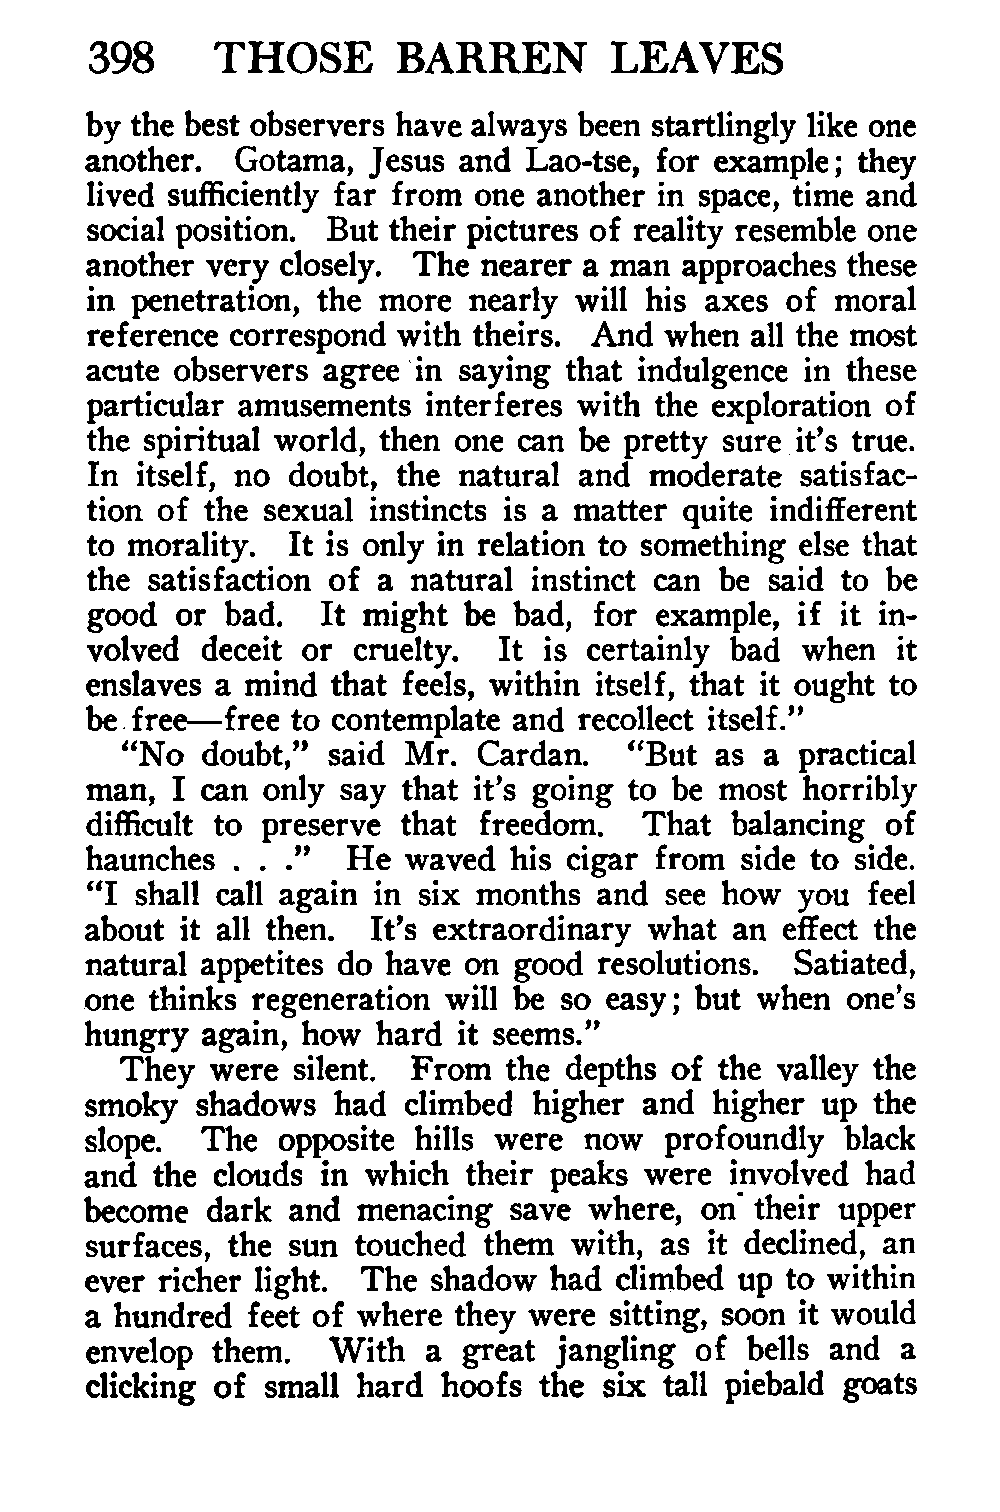 398 THOSE BARREN LEAVES
by the best observers have always been startlingly like one
another. Gotama, Jesus and Lao-tse, for example; they
lived sufficiently far from one another in space, time and
social position. But their pictures of reality resemble one
another very closely. The nearer a man approaches these
in penetration, the more nearly will his axes of moral
reference correspond with theirs. And when all the most
acute observers agree in saying that indulgence in these
particular amusements interferes with the exploration of
the spiritual world, then one can be pretty sure it's true.
In itself, no doubt, the natural and moderate satisfac-
tion of the sexual instincts is a matter quite indifferent
to morality. It is only in relation to something else that
the satisfaction of a natural instinct can be said to be
good or bad. It might be bad, for example, if it in-
volved deceit or cruelty. It is certainly bad when it
enslaves a mind that feels, within itself, that it ought to
be free—free to contemplate and recollect itself."
"No doubt," said Mr. Cardan. "But as a practical
man, I can only say that it's going to be most horribly
difficult to preserve that freedom. That balancing of
haunches . . ." He waved his cigar from side to side.
"I shall call again in six months and see how you feel
about it all then. It's extraordinary what an effect the
natural appetites do have on good resolutions. Satiated,
one thinks regeneration will be so easy; but when one's
hungry again, how hard it seems."
They were silent. From the depths of the valley the
smoky shadows had climbed higher and higher up the
slope. The opposite hills were now profoundly black
and the clouds in which their peaks were involved had
become dark and menacing save where, on their upper
surfaces, the sun touched them with, as it declined, an
ever richer light. The shadow had climbed up to within
a hundred feet of where they were sitting, soon it would
envelop them. With a great jangling of bells and a
clicking of small hard hoofs the six tall piebald goats